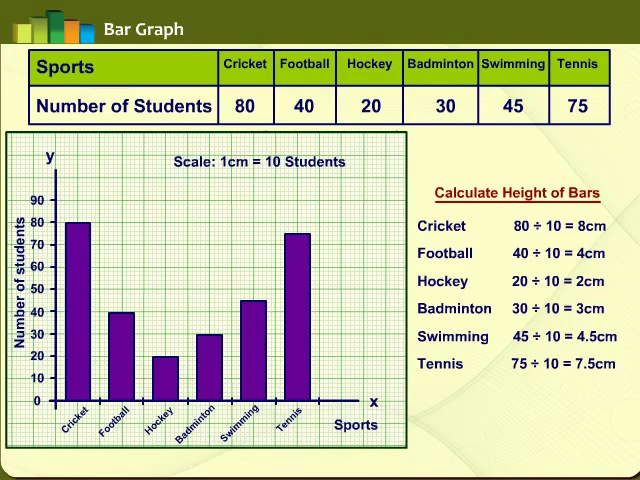 Bar Graph
Sports Cricket Football Hockey Badminton Swimming Tennis
Number of Students 80 40 20 30 45 75
y
Scale: 1cm = 10 Students
90
80
70
60
50
40
30
20
10
0
Number of students
Cricket
Football
Hockey
Badminton
Swimming
Tennis
x
Sports
Calculate Height of Bars
Cricket 80 ÷ 10 = 8cm
Football 40 ÷ 10 = 4cm
Hockey 20 ÷ 10 = 2cm
Badminton 30 ÷ 10 = 3cm
Swimming 45 ÷ 10 = 4.5cm
Tennis 75 ÷ 10 = 7.5cm